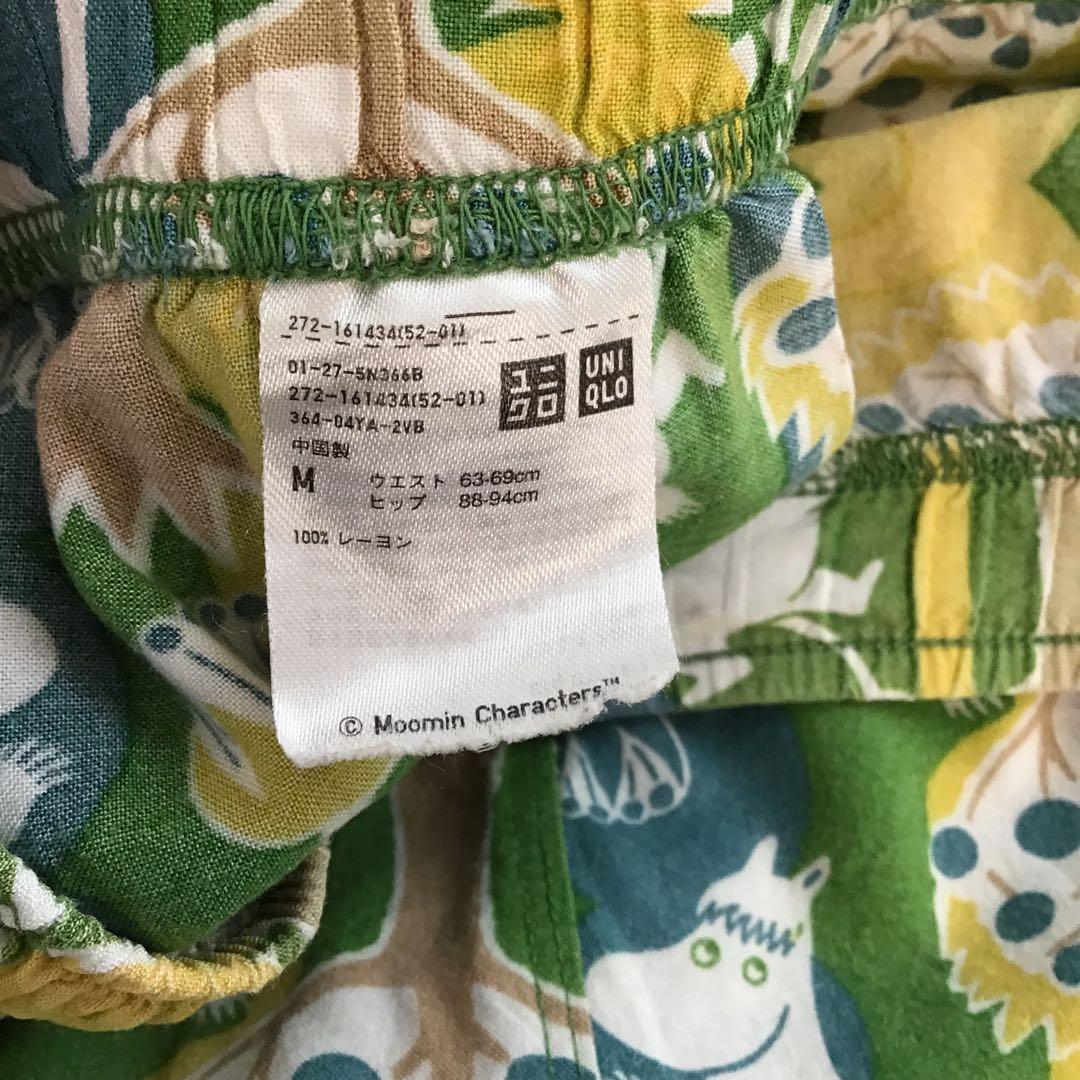 272-161434(52-01)
01-27-5N366B
272-161434(52-01)
364-04YA-2VB
中国製
ユニクロ
UNIQLO
M ウエスト 63-69cm
ヒップ 88-94cm
100% レーヨン
© Moomin Characters™